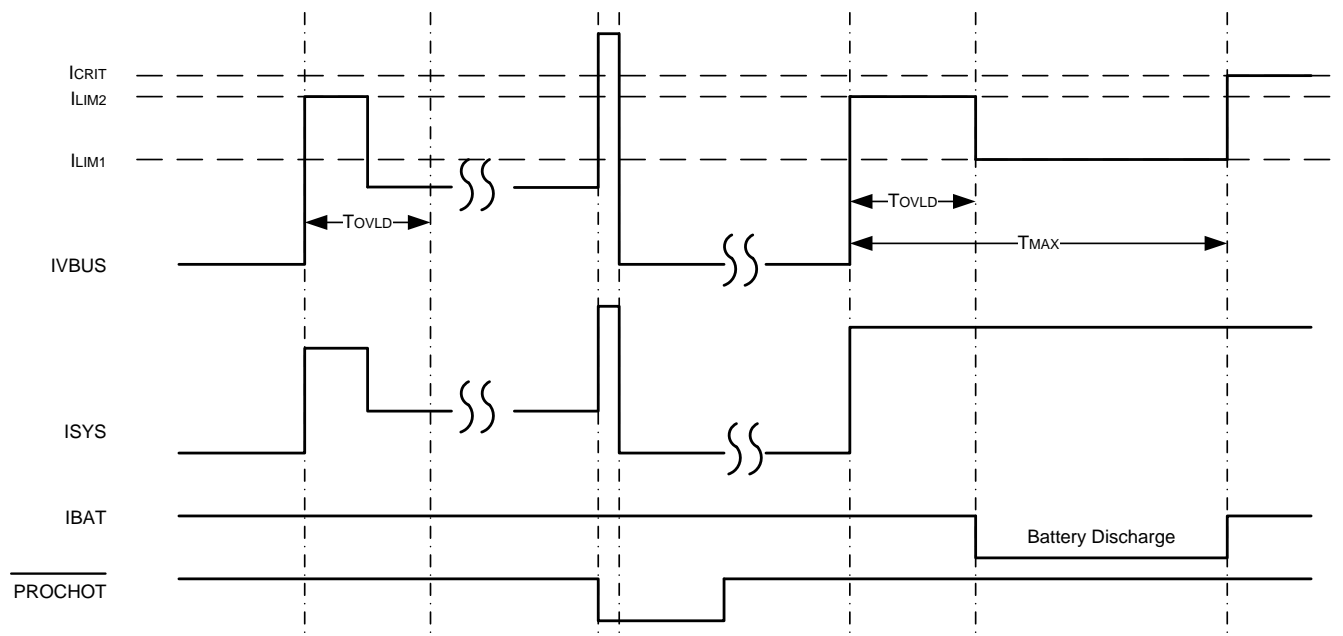 ICRIT
ILIM2
ILIM1
TOVLD
TOVLD
TMAX
IVBUS
ISYS
IBAT
Battery Discharge
PROCHOT